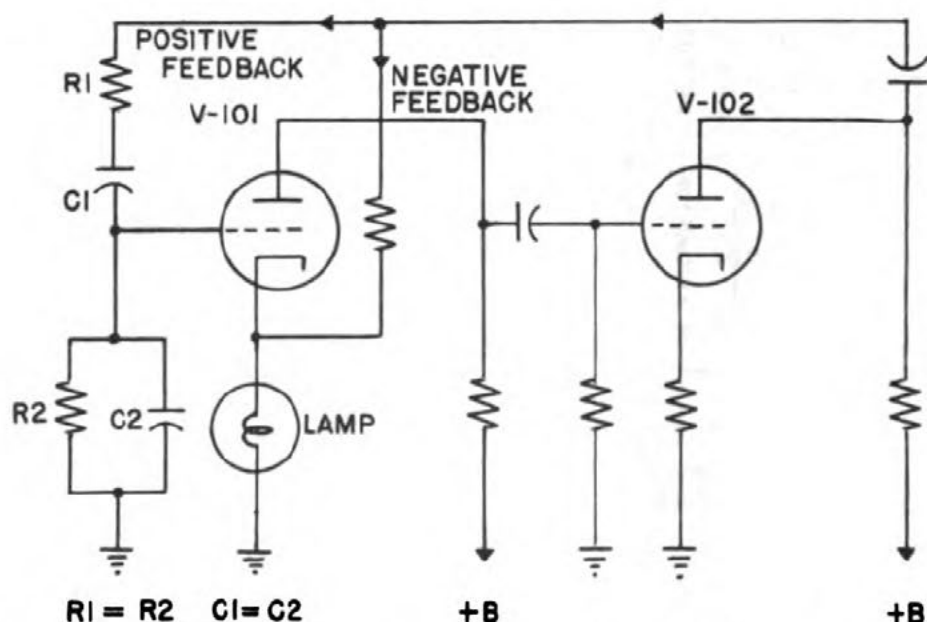 POSITIVE
FEEDBACK
R1
NEGATIVE
FEEDBACK
V-101
V-102
C1
R2
C2
LAMP
R1 = R2
C1 = C2
+B
+B